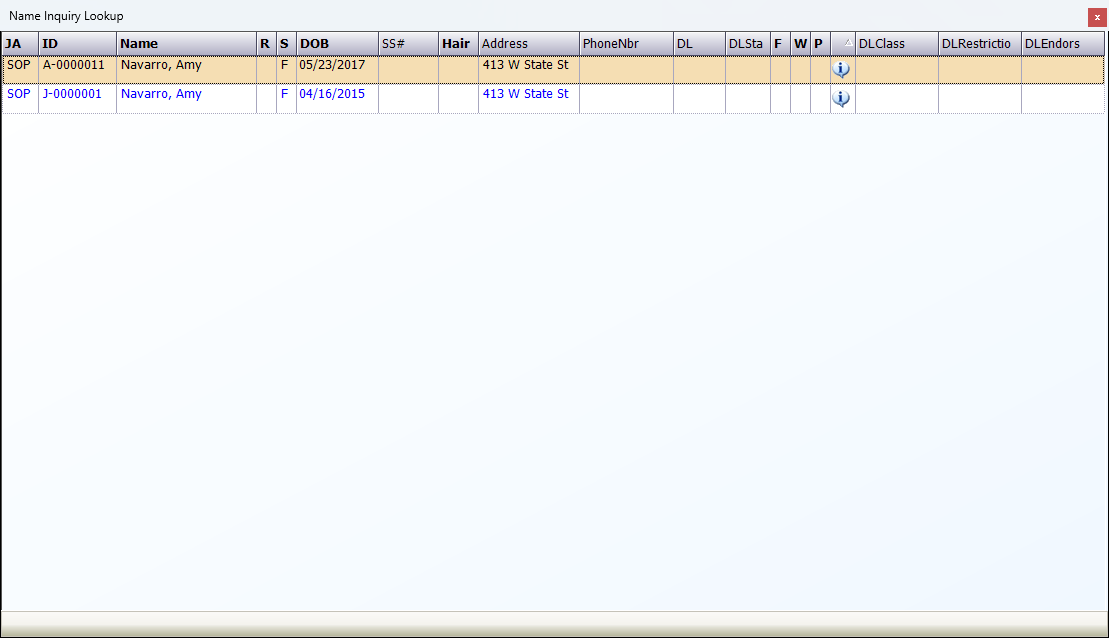 Name Inquiry Lookup x
JA ID Name R S DOB SS# Hair Address PhoneNbr DL DLSta F W P DLClass DLRestrictio DLEndors
SOP A-0000011 Navarro, Amy F 05/23/2017 413 W State St
SOP J-0000001 Navarro, Amy F 04/16/2015 413 W State St